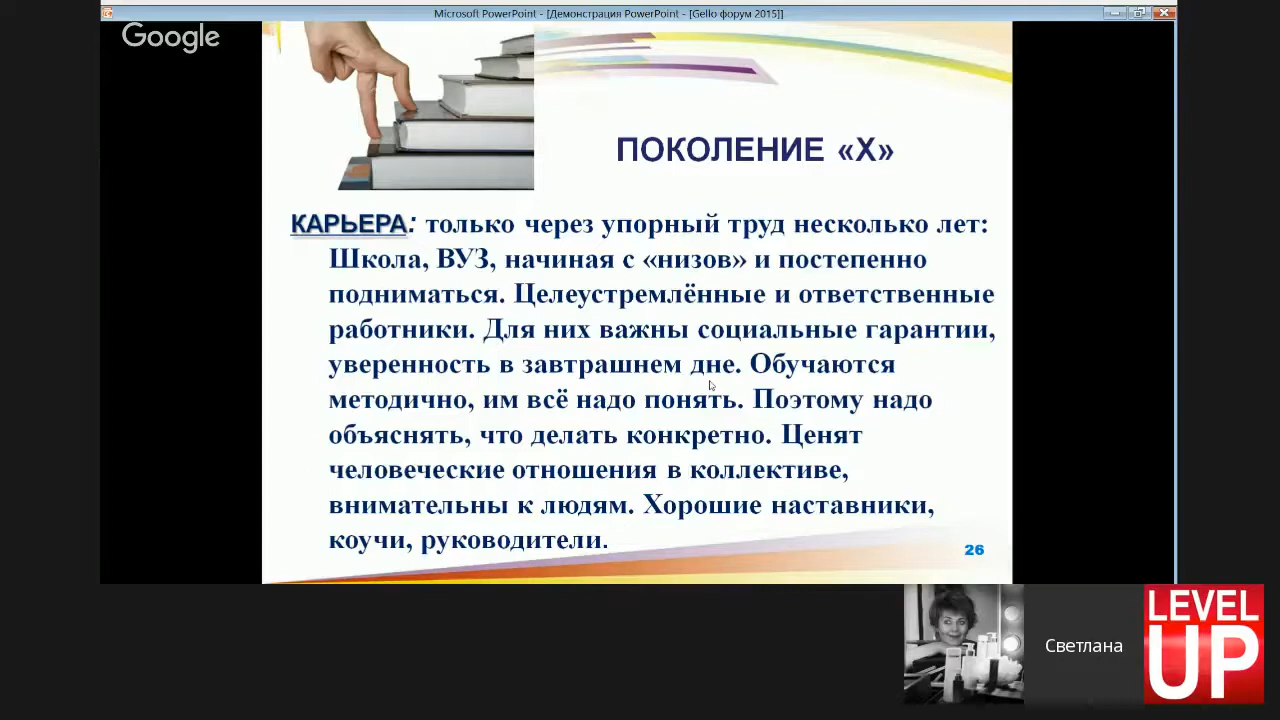 Microsoft PowerPoint - [Демонстрация PowerPoint - [Gello форум 2015]]
Google
ПОКОЛЕНИЕ «Х»
КАРЬЕРА: только через упорный труд несколько лет:
Школа, ВУЗ, начиная с «низов» и постепенно
подниматься. Целеустремлённые и ответственные
работники. Для них важны социальные гарантии,
уверенность в завтрашнем дне. Обучаются
методично, им всё надо понять. Поэтому надо
объяснять, что делать конкретно. Ценят
человеческие отношения в коллективе,
внимательны к людям. Хорошие наставники,
коучи, руководители.
26
Светлана
LEVEL
UP